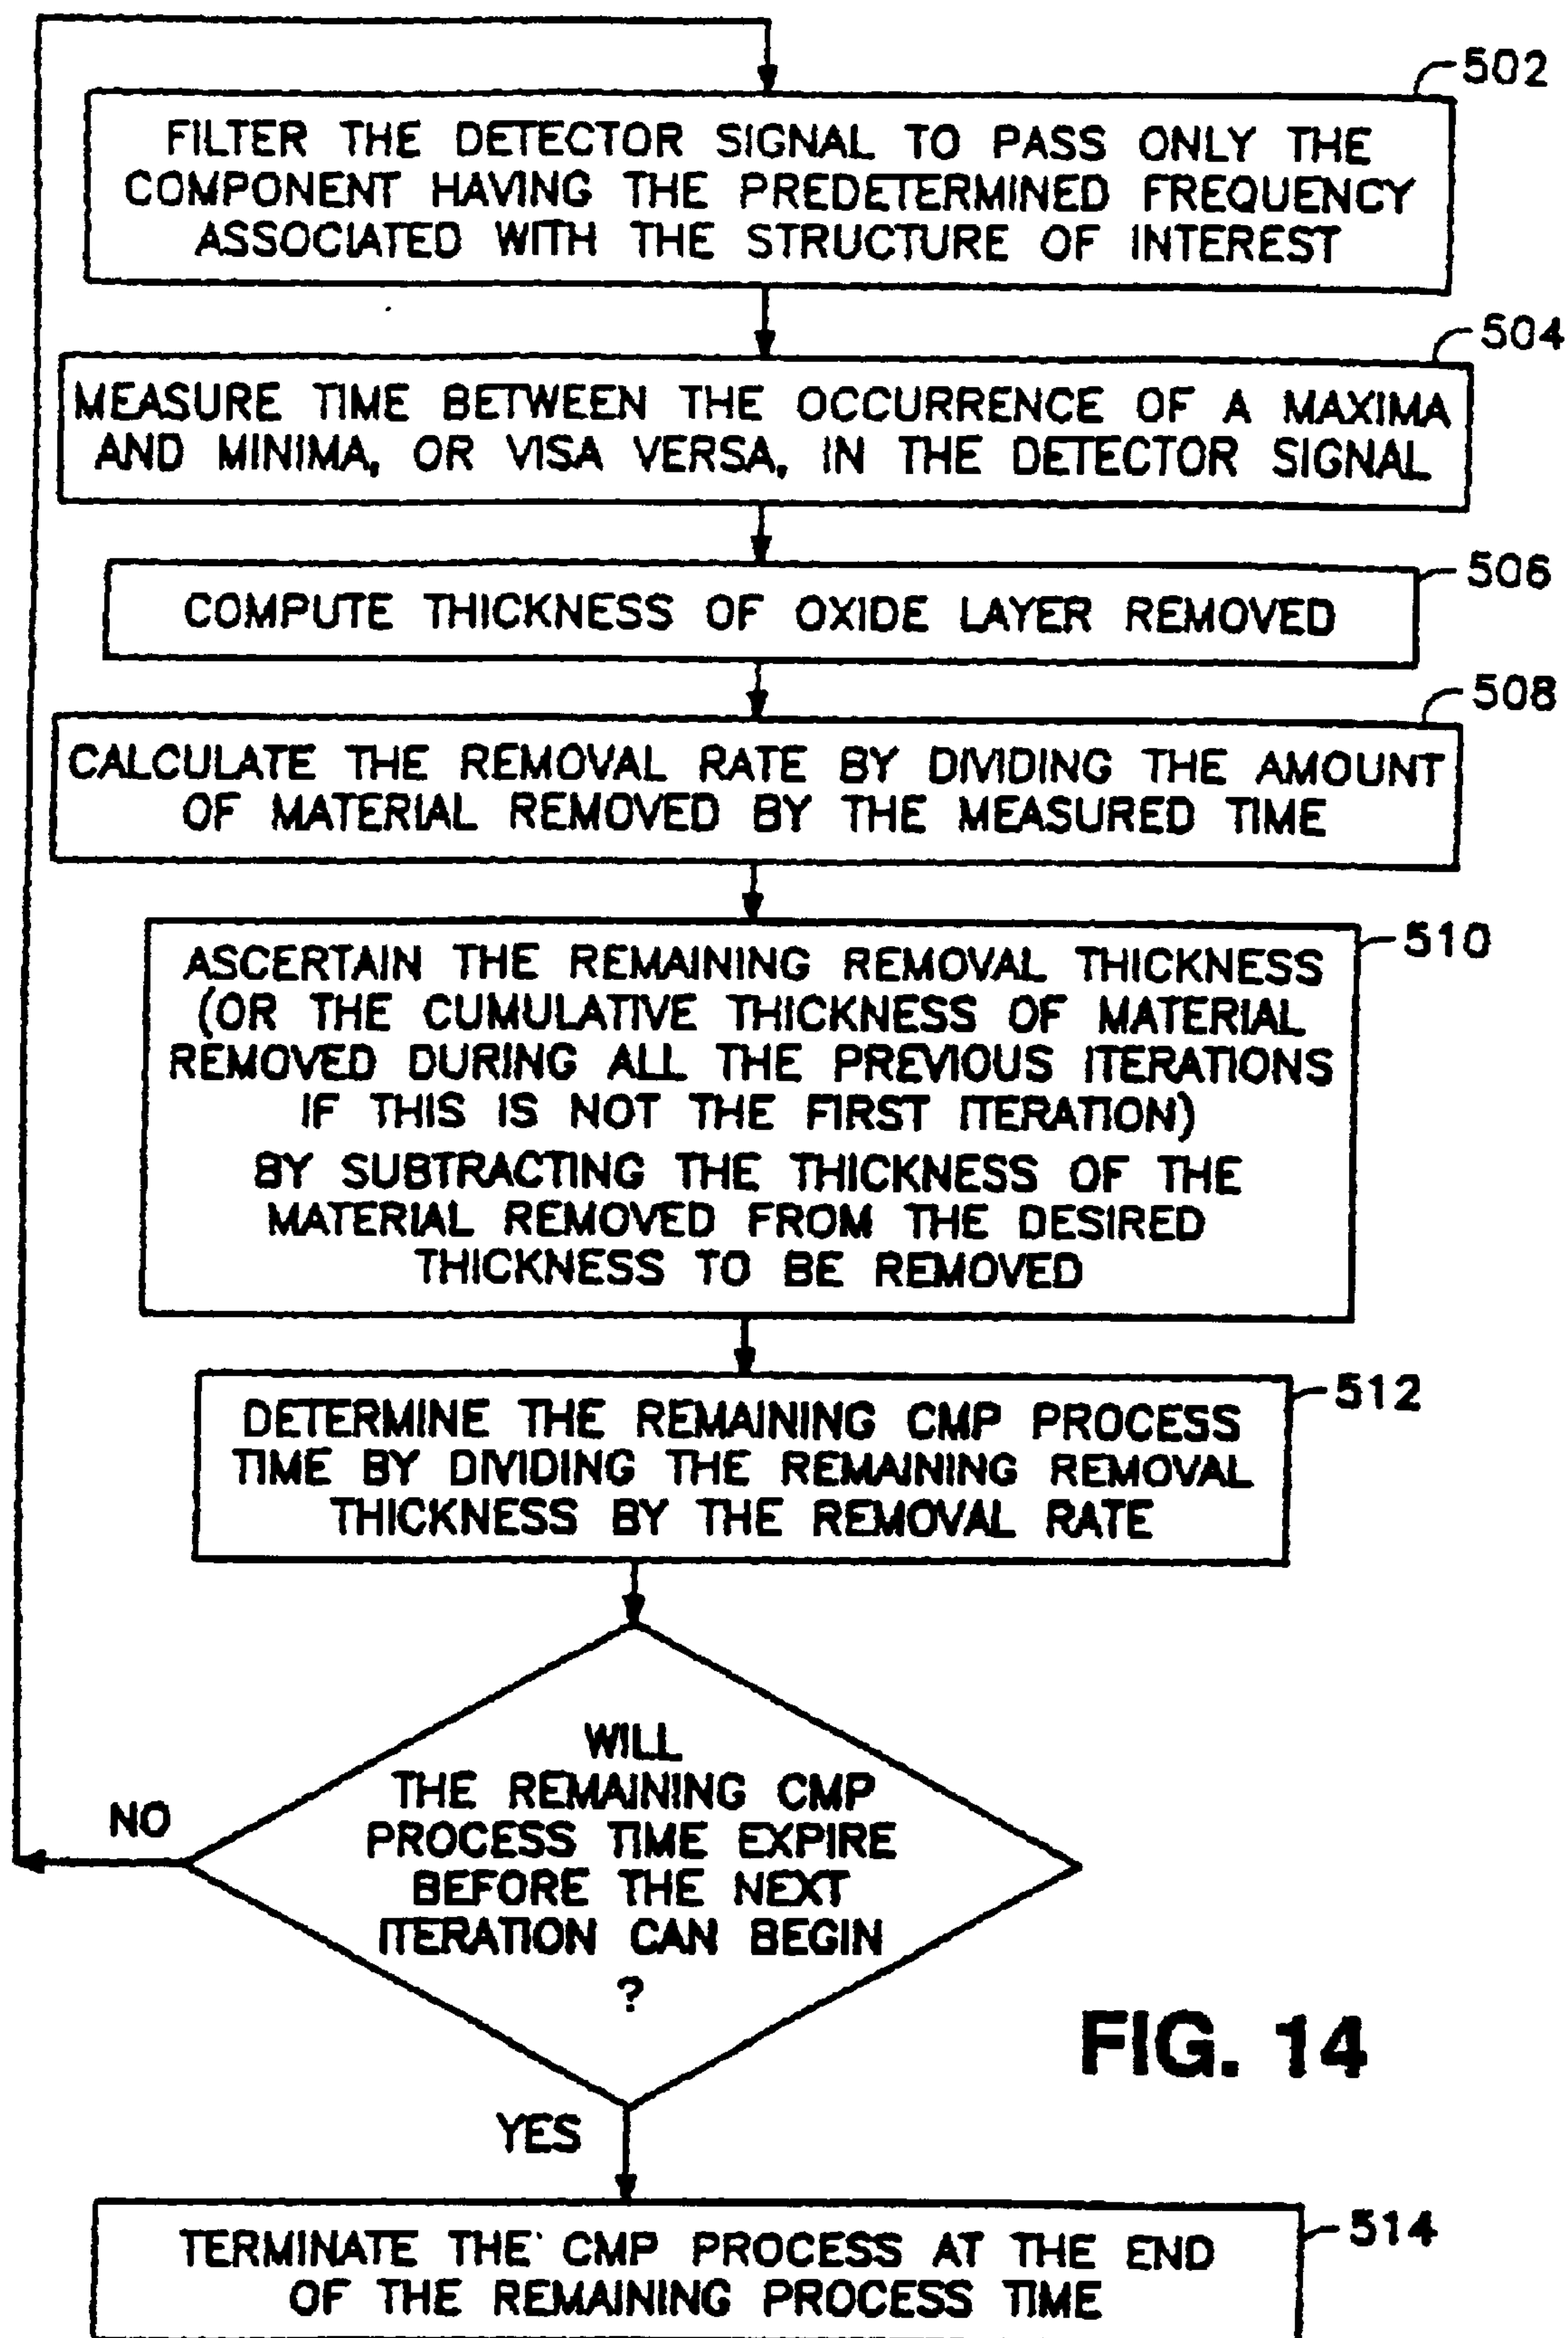 502
FILTER THE DETECTOR SIGNAL TO PASS ONLY THE
COMPONENT HAVING THE PREDETERMINED FREQUENCY
ASSOCIATED WITH THE STRUCTURE OF INTEREST
504
MEASURE TIME BETWEEN THE OCCURRENCE OF A MAXIMA
AND MINIMA, OR VISA VERSA, IN THE DETECTOR SIGNAL
506
COMPUTE THICKNESS OF OXIDE LAYER REMOVED
508
CALCULATE THE REMOVAL RATE BY DIVIDING THE AMOUNT
OF MATERIAL REMOVED BY THE MEASURED TIME
510
ASCERTAIN THE REMAINING REMOVAL THICKNESS
(OR THE CUMULATIVE THICKNESS OF MATERIAL
REMOVED DURING ALL THE PREVIOUS ITERATIONS
IF THIS IS NOT THE FIRST ITERATION)
BY SUBTRACTING THE THICKNESS OF THE
MATERIAL REMOVED FROM THE DESIRED
THICKNESS TO BE REMOVED
512
DETERMINE THE REMAINING CMP PROCESS
TIME BY DIVIDING THE REMAINING REMOVAL
THICKNESS BY THE REMOVAL RATE
WILL
THE REMAINING CMP
PROCESS TIME EXPIRE
BEFORE THE NEXT
ITERATION CAN BEGIN
?
NO
YES
FIG. 14
514
TERMINATE THE CMP PROCESS AT THE END
OF THE REMAINING PROCESS TIME